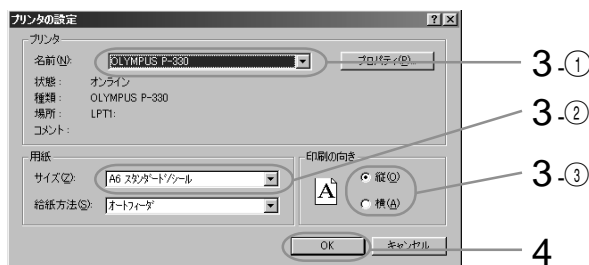 プリンタの設定
プリンタ
名前(N): OLYMPUS P-330 プロパティ(P)... 3-①
状態: オンライン
種類: OLYMPUS P-330
場所: LPT1:
コメント:
3-②
用紙 印刷の向き
サイズ(Z): A6 スタンダード/シール 縦(O) 3-③
給紙方法(S): オートフィーダ A 横(A)
OK キャンセル 4